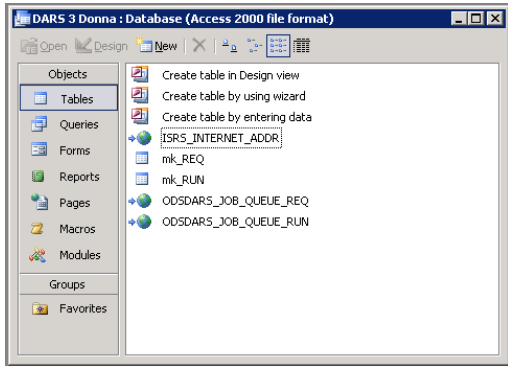 DARS 3 Donna : Database (Access 2000 file format)
Open Design New
Objects
Tables
Queries
Forms
Reports
Pages
Macros
Modules
Groups
Favorites
Create table in Design view
Create table by using wizard
Create table by entering data
ISRS_INTERNET_ADDR
mk_REQ
mk_RUN
ODSDARS_JOB_QUEUE_REQ
ODSDARS_JOB_QUEUE_RUN